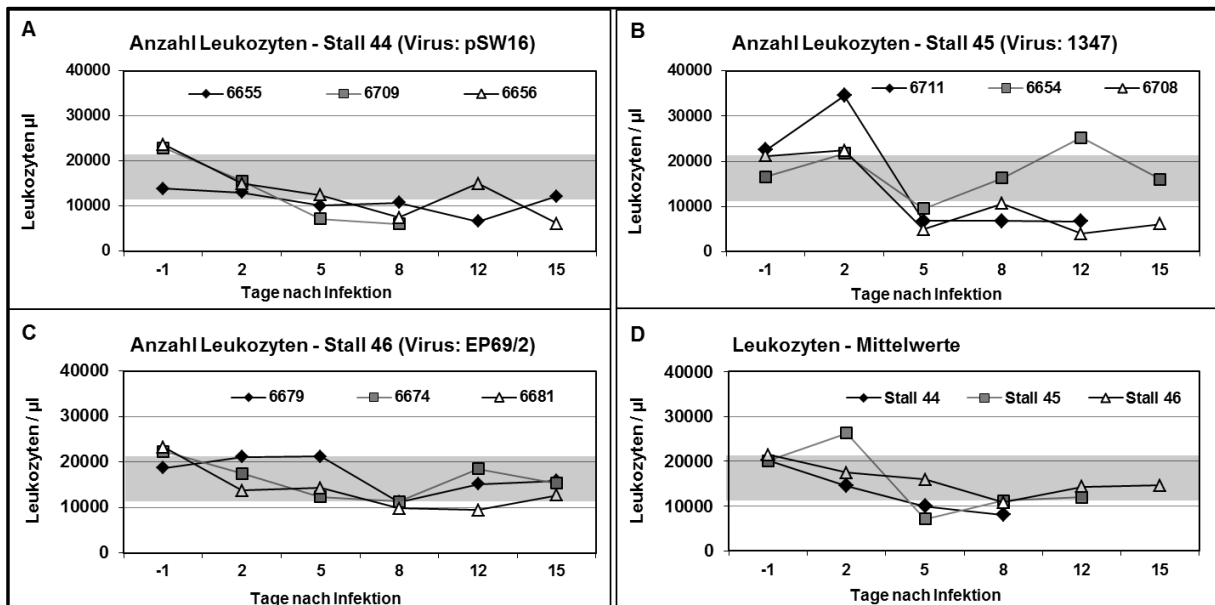 A
Anzahl Leukozyten - Stall 44 (Virus: pSW16)
40000
30000
20000
10000
0
Leukozyten µl
6655 6709 6656
-1 2 5 8 12 15
Tage nach Infektion
B
Anzahl Leukozyten - Stall 45 (Virus: 1347)
40000
30000
20000
10000
0
Leukozyten / µl
6711 6654 6708
-1 2 5 8 12 15
Tage nach Infektion
C
Anzahl Leukozyten - Stall 46 (Virus: EP69/2)
40000
30000
20000
10000
0
Leukozyten / µl
6679 6674 6681
-1 2 5 8 12 15
Tage nach Infektion
D
Leukozyten - Mittelwerte
40000
30000
20000
10000
0
Leukozyten / µl
Stall 44 Stall 45 Stall 46
-1 2 5 8 12 15
Tage nach Infektion